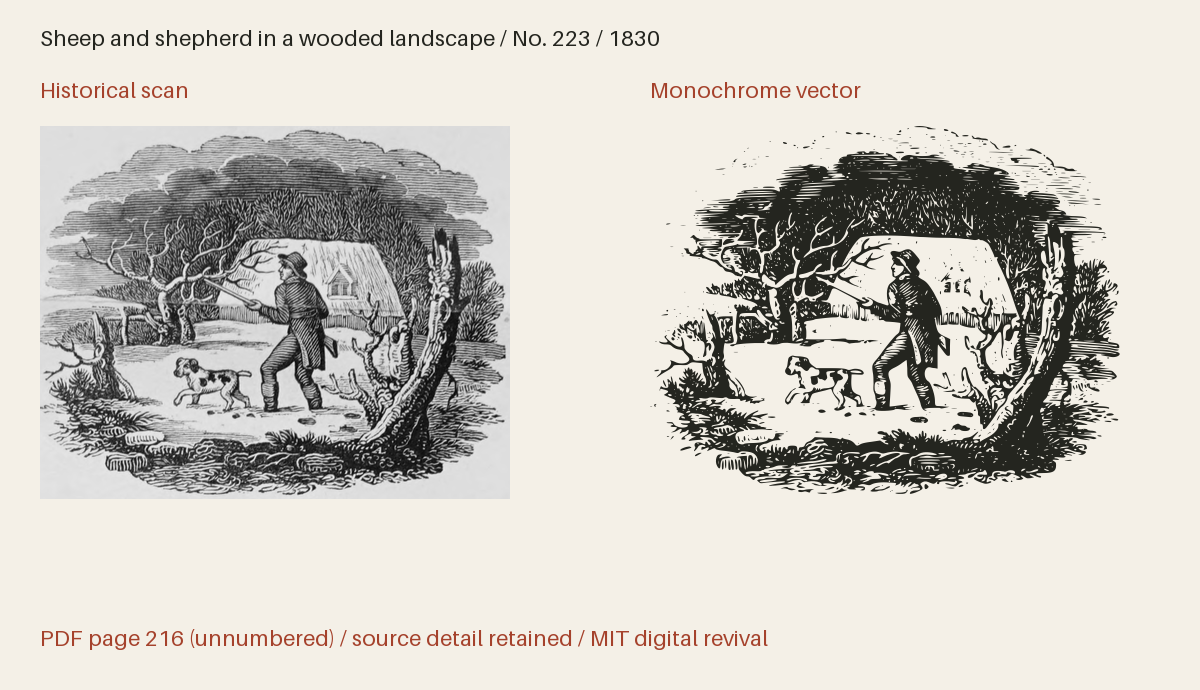 Sheep and shepherd in a wooded landscape / No. 223 / 1830
Historical scan
Monochrome vector
PDF page 216 (unnumbered) / source detail retained / MIT digital revival